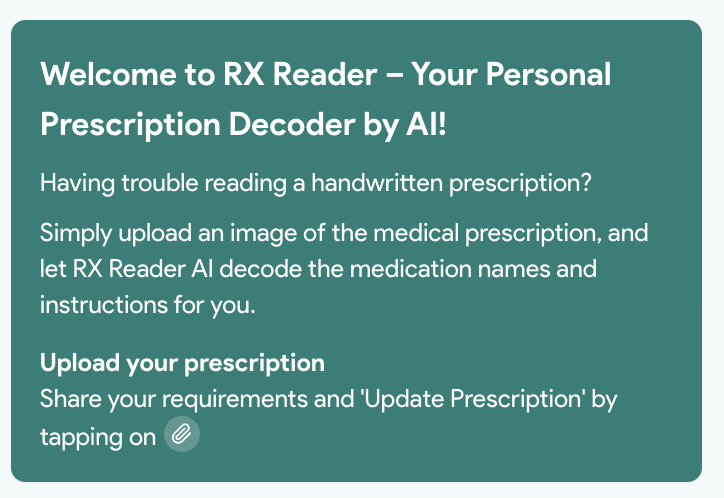 Welcome to RX Reader – Your Personal
Prescription Decoder by AI!
Having trouble reading a handwritten prescription?
Simply upload an image of the medical prescription, and
let RX Reader AI decode the medication names and
instructions for you.
Upload your prescription
Share your requirements and 'Update Prescription' by
tapping on